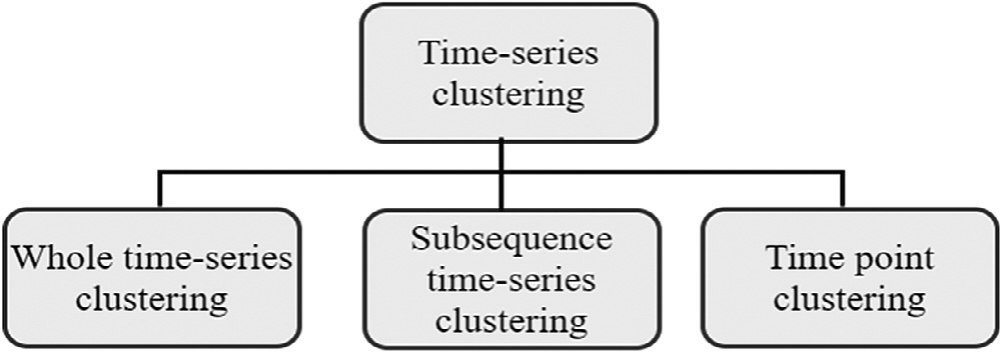 Time-series
clustering
Whole time-series
clustering
Subsequence
time-series
clustering
Time point
clustering